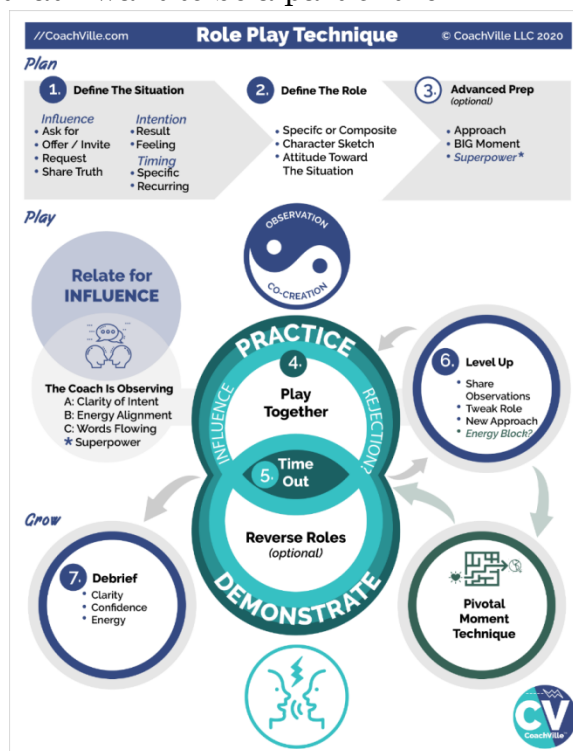 //CoachVille.com
Role Play Technique
© CoachVille LLC 2020
Plan
1. Define The Situation
Influence
• Ask for
• Offer / Invite
• Request
• Share Truth
Intention
• Result
• Feeling
Timing
• Specific
• Recurring
2. Define The Role
• Specifc or Composite
• Character Sketch
• Attitude Toward
The Situation
3. Advanced Prep
(optional)
• Approach
• BIG Moment
• Superpower*
Play
OBSERVATION
CO-CREATION
Relate for
INFLUENCE
The Coach Is Observing
A: Clarity of Intent
B: Energy Alignment
C: Words Flowing
* Superpower
PRACTICE
INFLUENCE
REJECTION?
4.
Play
Together
5. Time
Out
Reverse Roles
(optional)
DEMONSTRATE
6. Level Up
• Share
Observations
• Tweak Role
• New Approach
• Energy Block?
Grow
7. Debrief
• Clarity
• Confidence
• Energy
Pivotal
Moment
Technique
CV
CoachVille